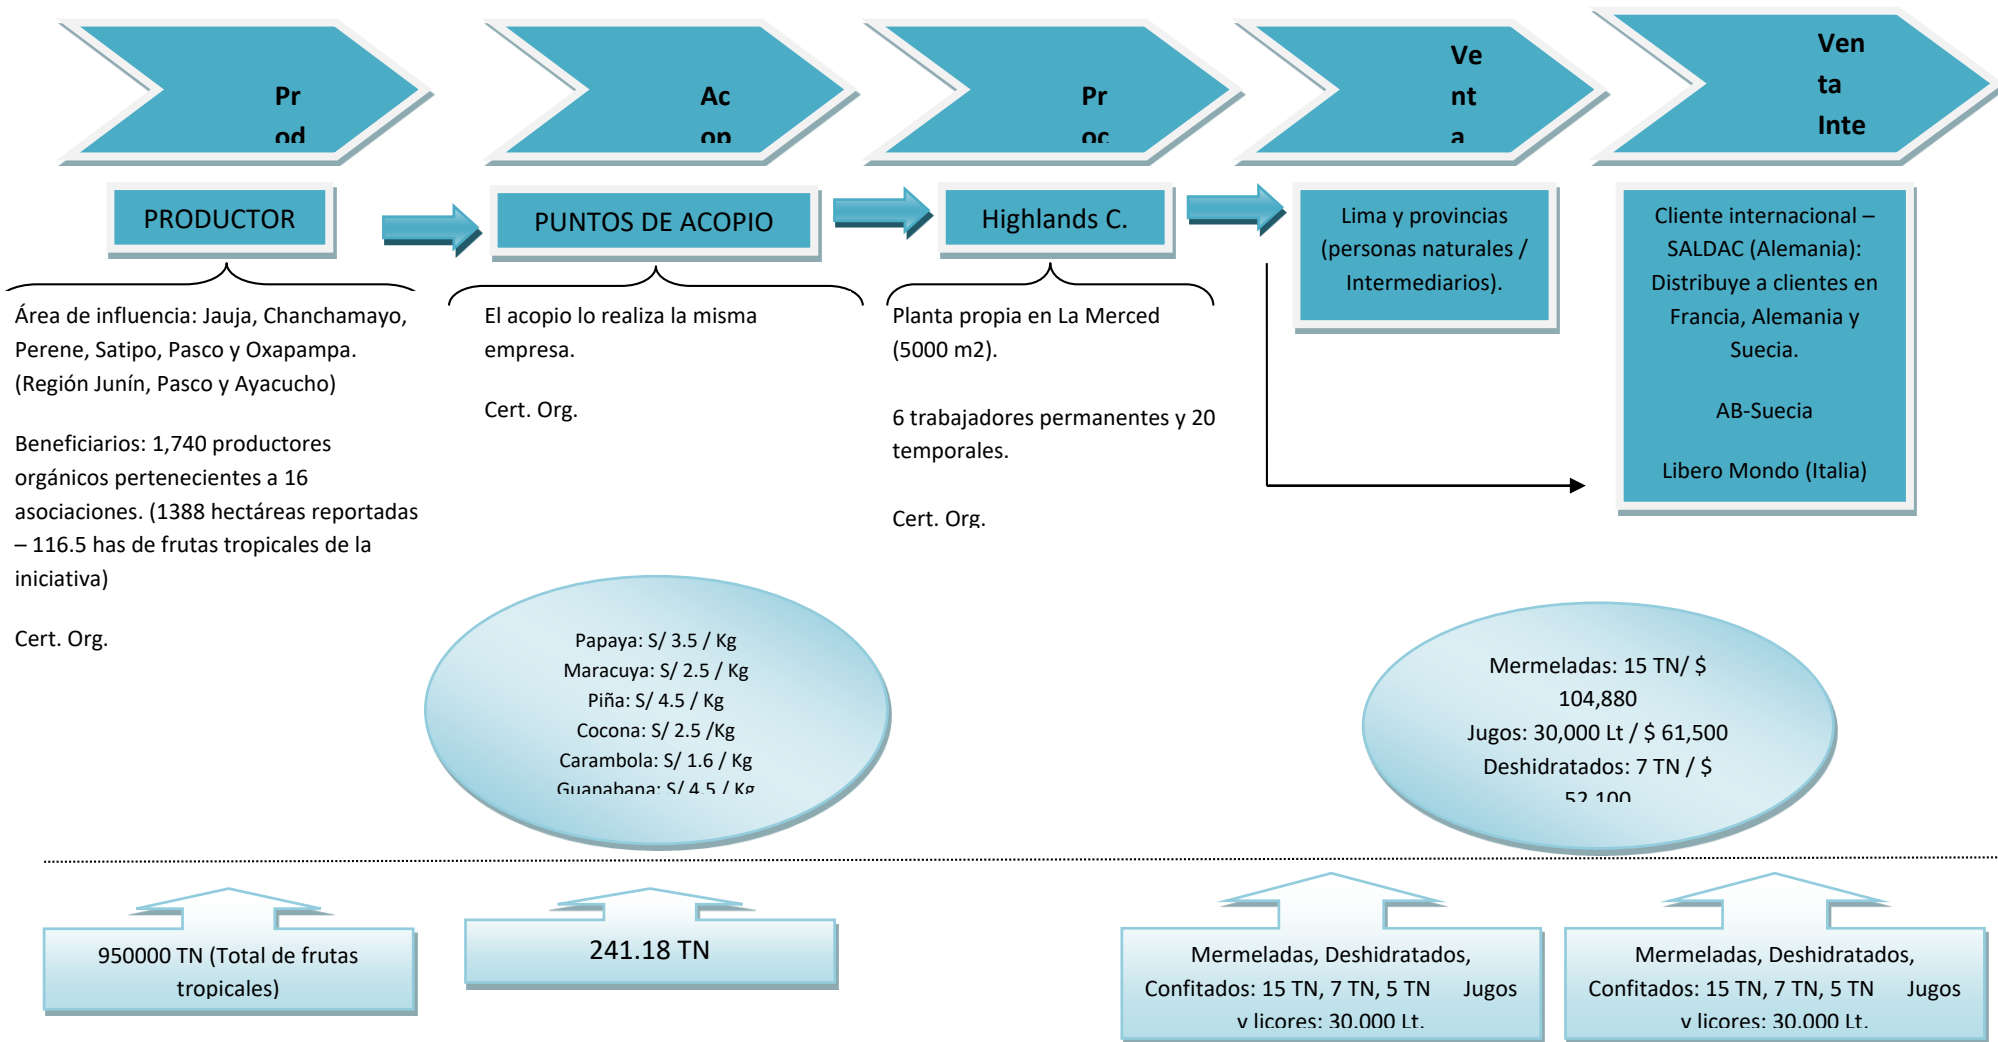 Pr
od
Ac
op
Pr
oc
Ve
nt
a
Ven
ta
Inte
PRODUCTOR
PUNTOS DE ACOPIO
Highlands C.
Lima y provincias
(personas naturales /
Intermediarios).
Cliente internacional –
SALDAC (Alemania):
Distribuye a clientes en
Francia, Alemania y
Suecia.
AB-Suecia
Libero Mondo (Italia)
Área de influencia: Jauja, Chanchamayo,
Perene, Satipo, Pasco y Oxapampa.
(Región Junín, Pasco y Ayacucho)
Beneficiarios: 1,740 productores
orgánicos pertenecientes a 16
asociaciones. (1388 hectáreas reportadas
– 116.5 has de frutas tropicales de la
iniciativa)
Cert. Org.
El acopio lo realiza la misma
empresa.
Cert. Org.
Planta propia en La Merced
(5000 m2).
6 trabajadores permanentes y 20
temporales.
Cert. Org.
Papaya: S/ 3.5 / Kg
Maracuya: S/ 2.5 / Kg
Piña: S/ 4.5 / Kg
Cocona: S/ 2.5 /Kg
Carambola: S/ 1.6 / Kg
Guanabana: S/ 4.5 / Kg
Mermeladas: 15 TN/ $
104,880
Jugos: 30,000 Lt / $ 61,500
Deshidratados: 7 TN / $
52,100
950000 TN (Total de frutas
tropicales)
241.18 TN
Mermeladas, Deshidratados,
Confitados: 15 TN, 7 TN, 5 TN Jugos
y licores: 30.000 Lt.
Mermeladas, Deshidratados,
Confitados: 15 TN, 7 TN, 5 TN Jugos
y licores: 30.000 Lt.